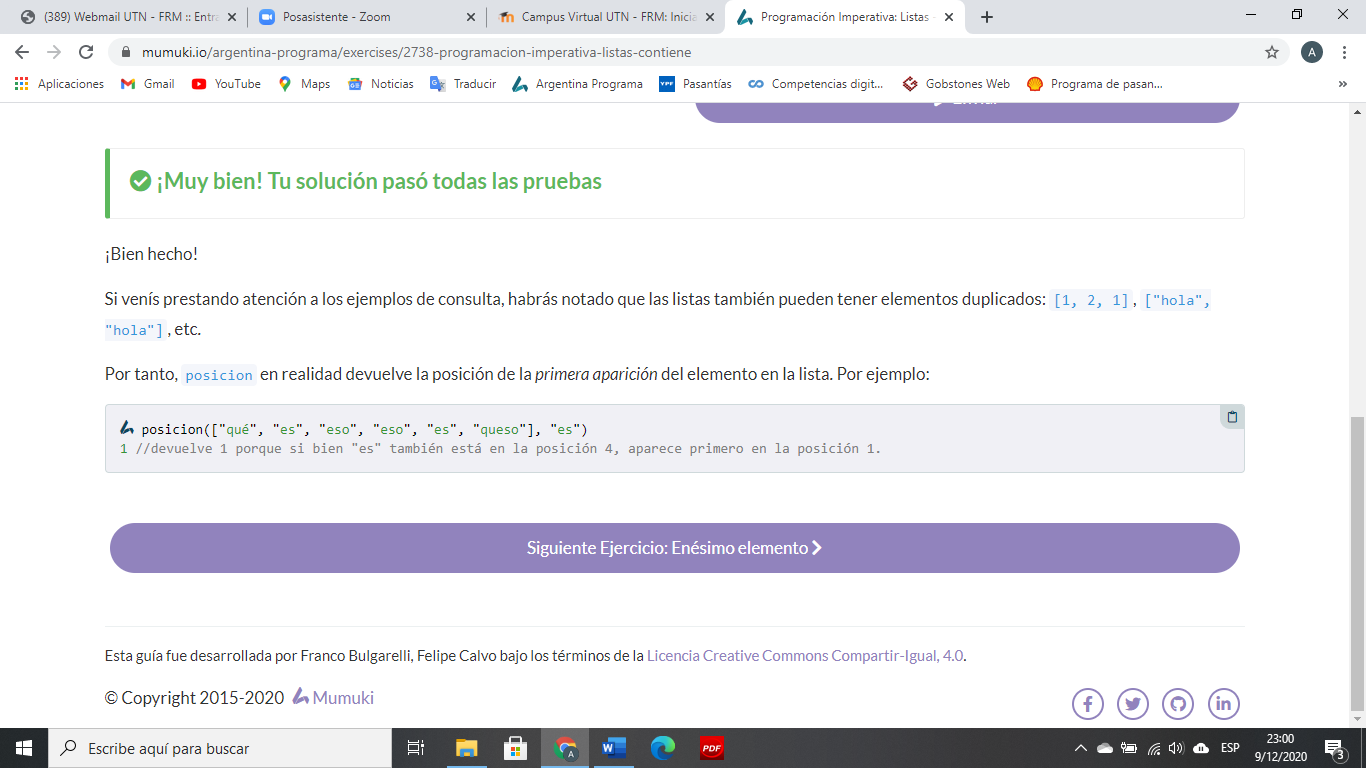 (389) Webmail UTN - FRM :: Entra
Posasistente - Zoom
Campus Virtual UTN - FRM: Inicia
Programación Imperativa: Listas -
mumuki.io/argentina-programa/exercises/2738-programacion-imperativa-listas-contiene
A
Aplicaciones
Gmail
YouTube
Maps
Noticias
Traducir
Argentina Programa
YPF
Pasantías
Competencias digit...
Gobstones Web
Programa de pasan...
»
¡Muy bien! Tu solución pasó todas las pruebas
¡Bien hecho!
Si venís prestando atención a los ejemplos de consulta, habrás notado que las listas también pueden tener elementos duplicados: [1, 2, 1], ["hola",
"hola"], etc.
Por tanto, posicion en realidad devuelve la posición de la primera aparición del elemento en la lista. Por ejemplo:
posicion(["qué", "es", "eso", "eso", "es", "queso"], "es")
1 //devuelve 1 porque si bien "es" también está en la posición 4, aparece primero en la posición 1.
Siguiente Ejercicio: Enésimo elemento
Esta guía fue desarrollada por Franco Bulgarelli, Felipe Calvo bajo los términos de la Licencia Creative Commons Compartir-Igual, 4.0.
© Copyright 2015-2020 Mumuki
Escribe aquí para buscar
A
W
PDF
ESP
23:00
9/12/2020
3